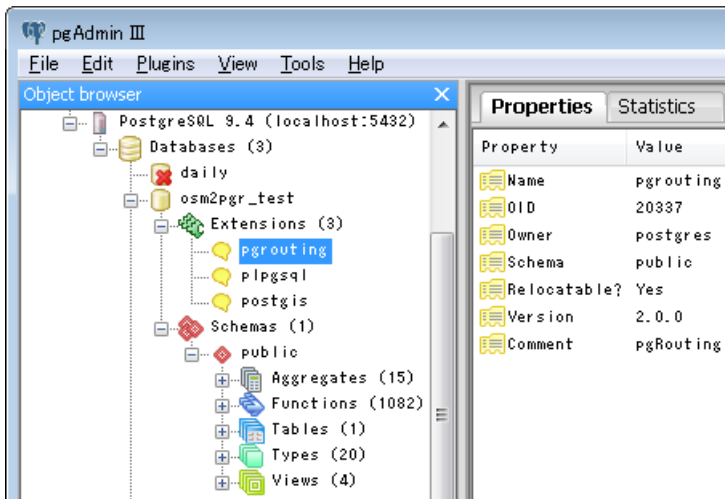 pgAdmin III
File Edit Plugins View Tools Help
Object browser
PostgreSQL 9.4 (localhost:5432)
Databases (3)
daily
osm2pgr_test
Extensions (3)
pgrouting
plpgsql
postgis
Schemas (1)
public
Aggregates (15)
Functions (1082)
Tables (1)
Types (20)
Views (4)
Properties Statistics
Property Value
Name pgrouting
OID 20337
Owner postgres
Schema public
Relocatable? Yes
Version 2.0.0
Comment pgRouting